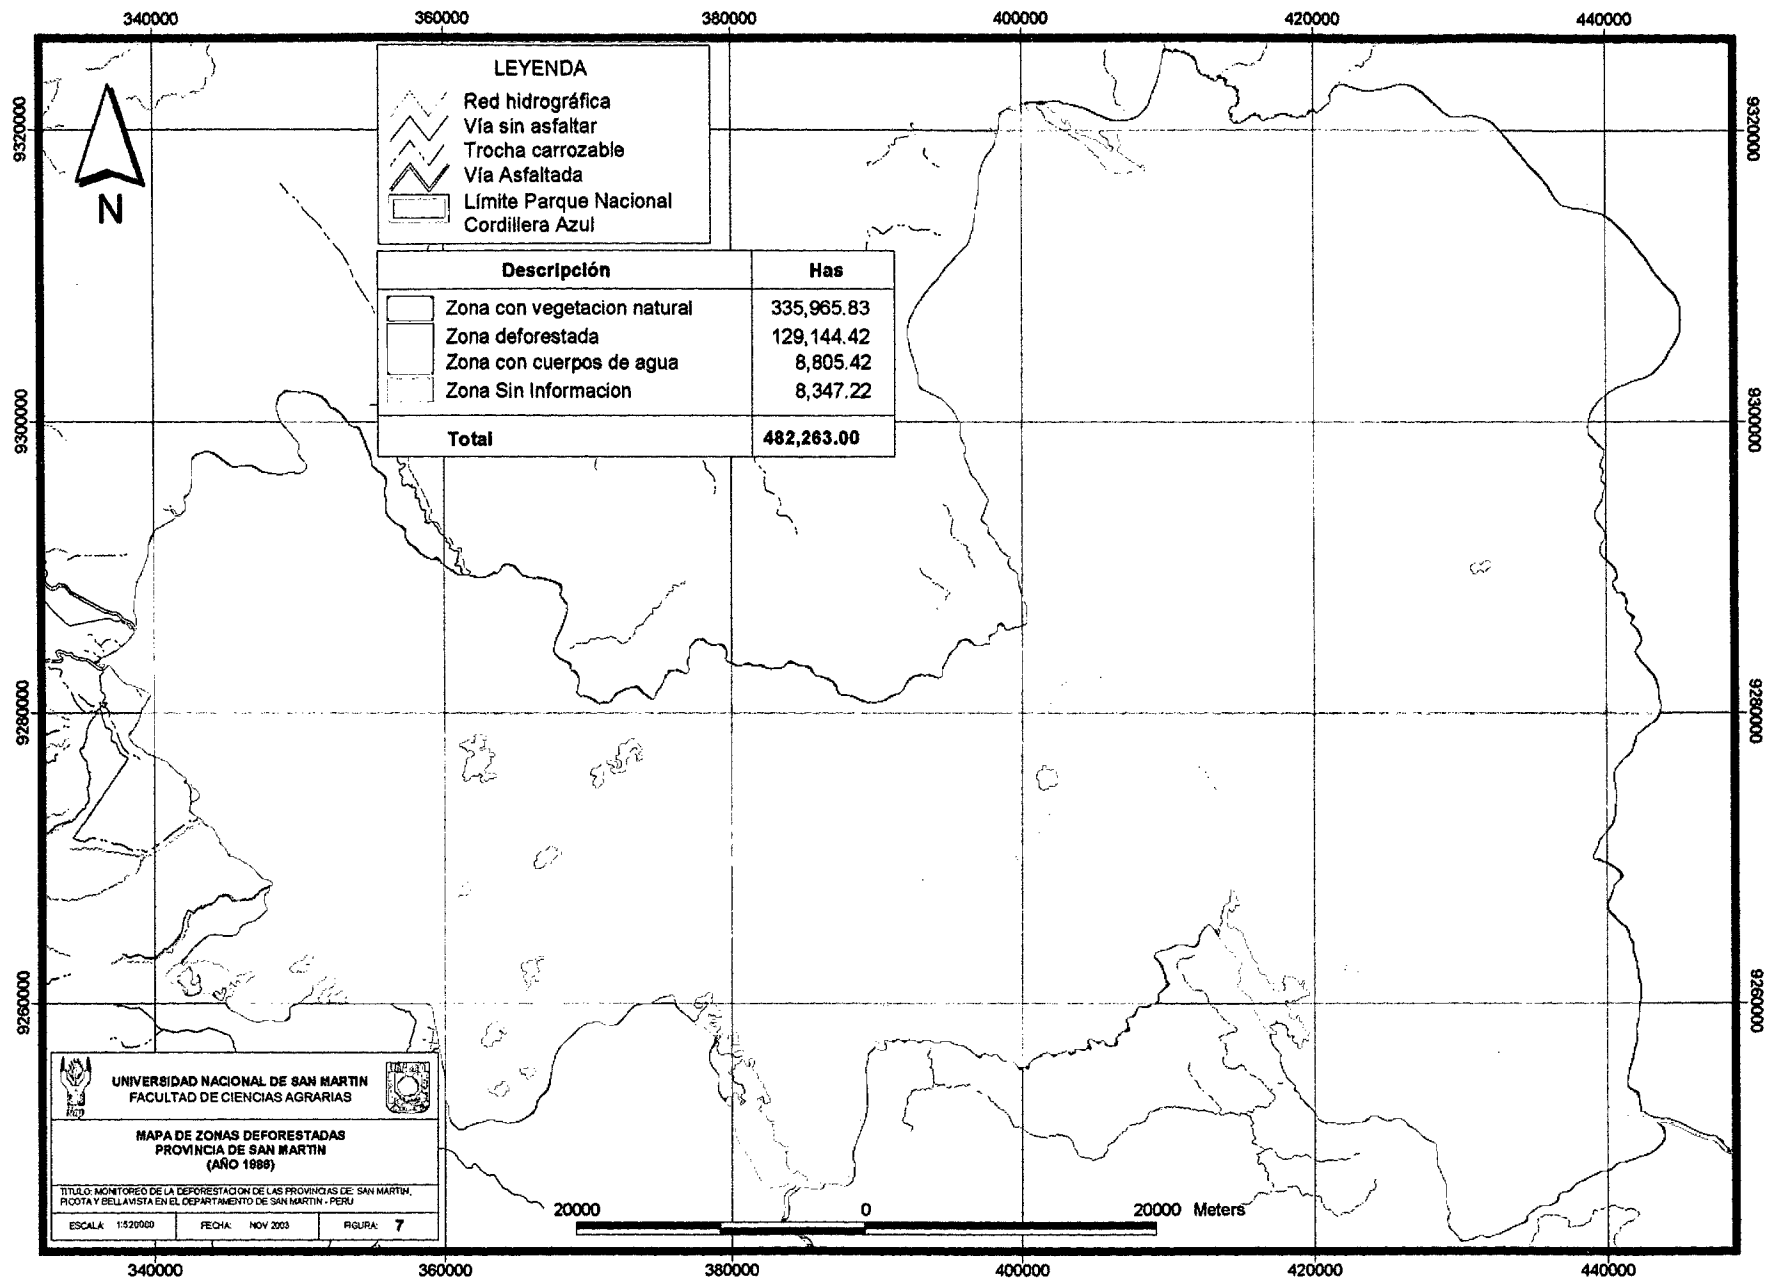 340000 360000 380000 400000 420000 440000
LEYENDA
Red hidrográfica
Vía sin asfaltar
Trocha carrozable
Vía Asfaltada
Límite Parque Nacional
Cordillera Azul
Descripción Has
Zona con vegetacion natural 335,965.83
Zona deforestada 129,144.42
Zona con cuerpos de agua 8,805.42
Zona Sin Informacion 8,347.22
Total 482,263.00
N
9320000 9320000
9300000 9300000
9280000 9280000
9260000 9260000
UNIVERSIDAD NACIONAL DE SAN MARTIN
FACULTAD DE CIENCIAS AGRARIAS
MAPA DE ZONAS DEFORESTADAS
PROVINCIA DE SAN MARTIN
TITULO: MONITOREO DE LA DEFORESTACION DE LAS PROVINCIAS DE: SAN MARTIN,
PICOTA Y BELLAVISTA EN EL DEPARTAMENTO DE SAN MARTIN - PERU
ESCALA: 1:520000 FECHA: NOV 2003 FIGURA: 7
20000 0 20000 Meters
340000 360000 380000 400000 420000 440000